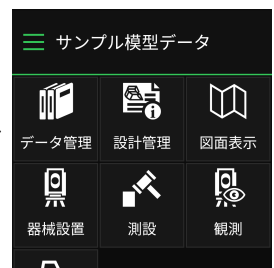 サンプル模型データ
データ管理 設計管理 図面表示
器械設置 測設 観測